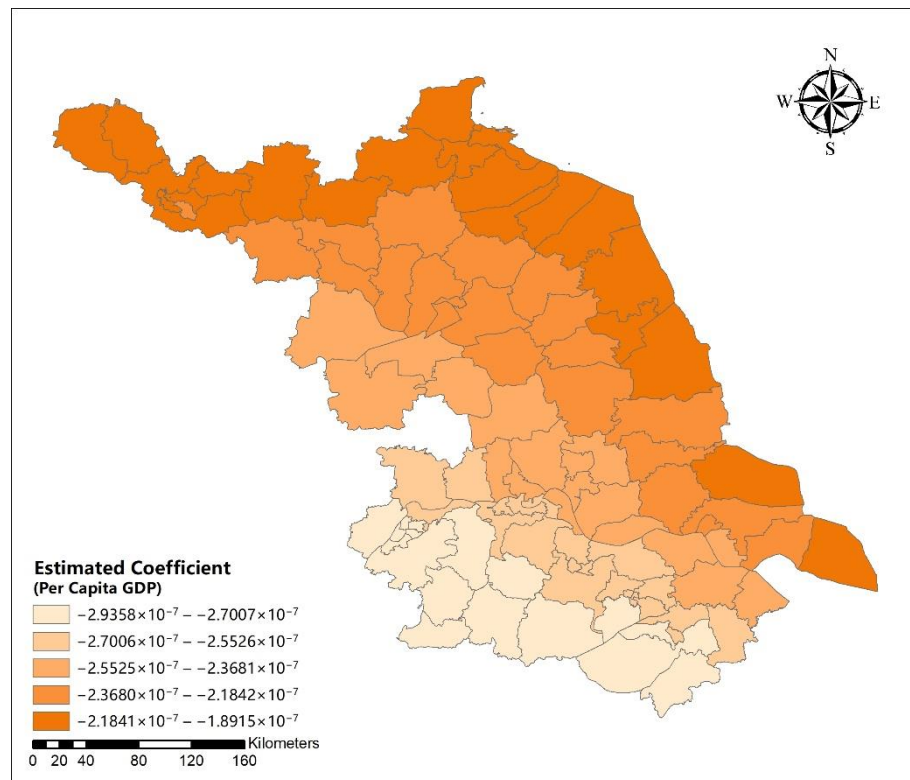 N
W E
S
Estimated Coefficient
(Per Capita GDP)
−2.9358×10⁻⁷ – −2.7007×10⁻⁷
−2.7006×10⁻⁷ – −2.5526×10⁻⁷
−2.5525×10⁻⁷ – −2.3681×10⁻⁷
−2.3680×10⁻⁷ – −2.1842×10⁻⁷
−2.1841×10⁻⁷ – −1.8915×10⁻⁷
Kilometers
0 20 40 80 120 160